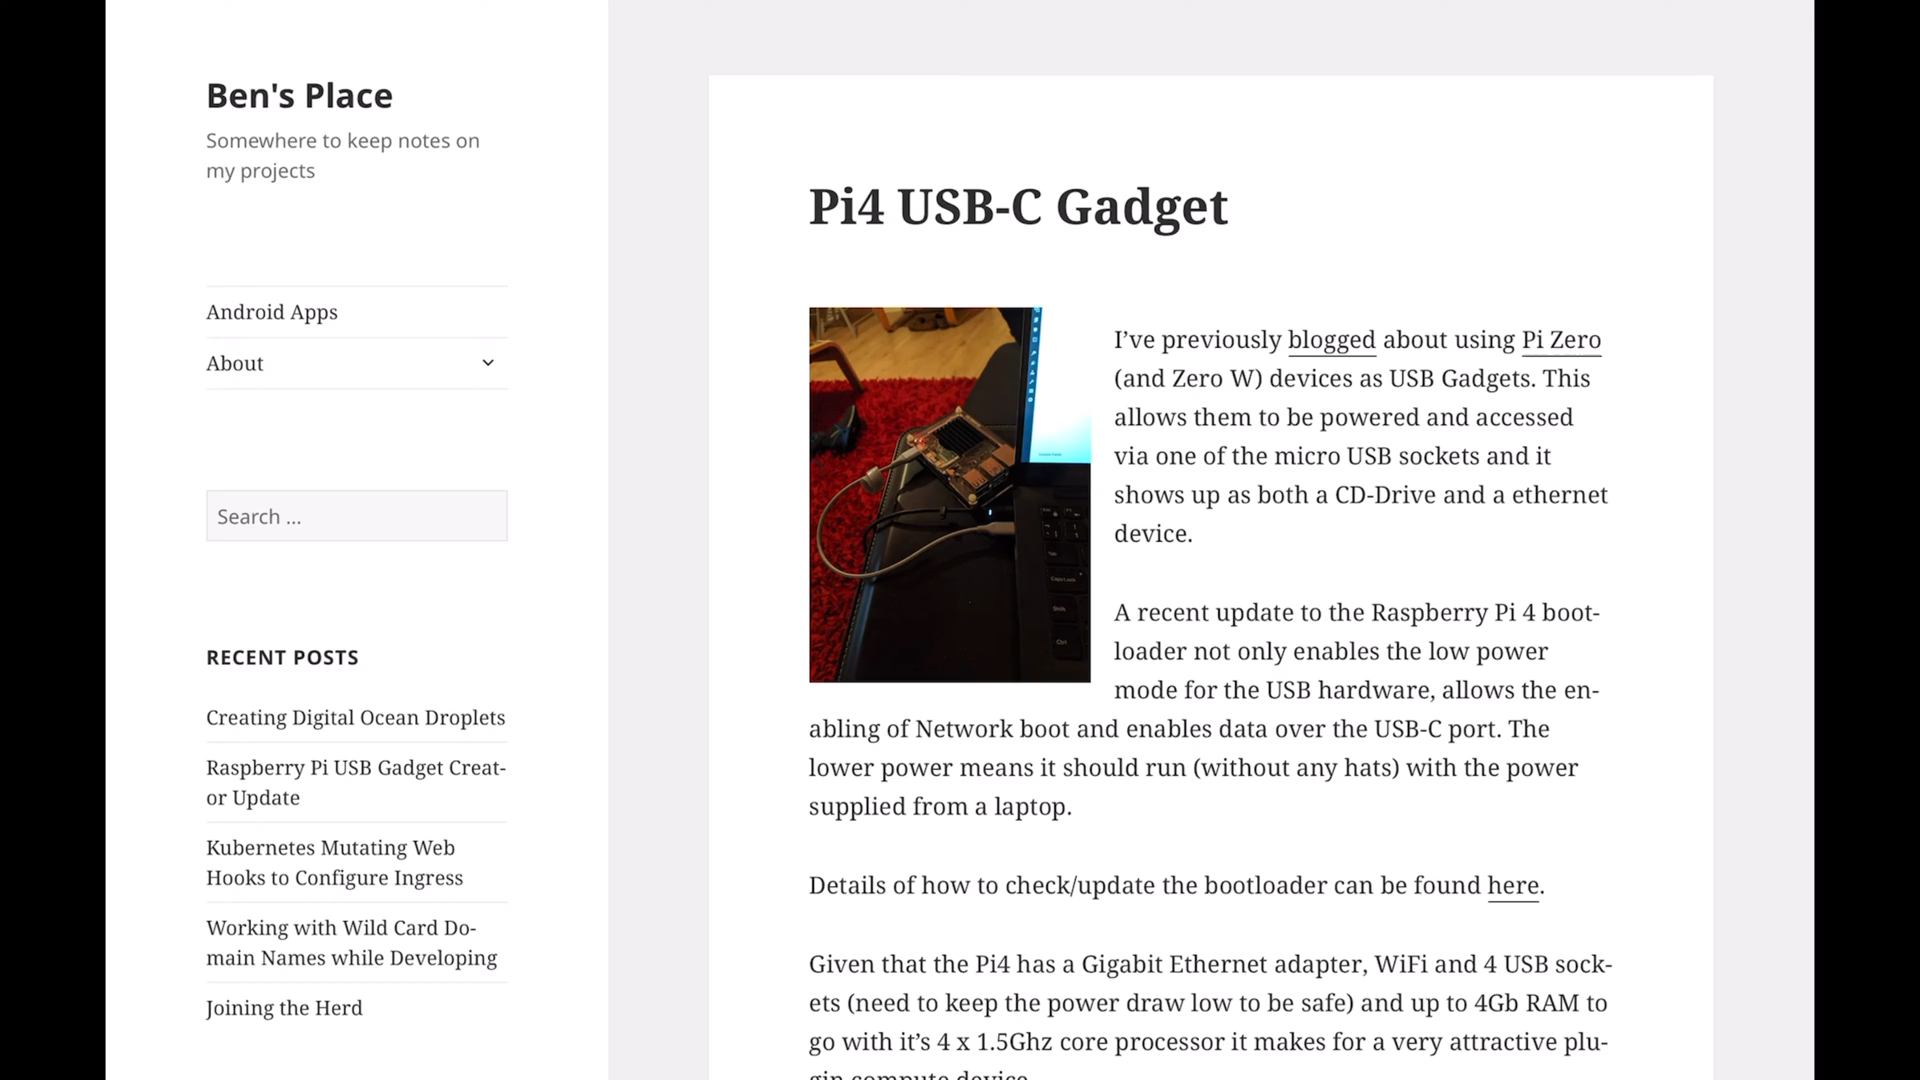 Ben's Place
Somewhere to keep notes on
my projects
Android Apps
About
Search ...
RECENT POSTS
Creating Digital Ocean Droplets
Raspberry Pi USB Gadget Creat-
or Update
Kubernetes Mutating Web
Hooks to Configure Ingress
Working with Wild Card Do-
main Names while Developing
Joining the Herd
Pi4 USB-C Gadget
I’ve previously blogged about using Pi Zero
(and Zero W) devices as USB Gadgets. This
allows them to be powered and accessed
via one of the micro USB sockets and it
shows up as both a CD-Drive and a ethernet
device.
A recent update to the Raspberry Pi 4 boot-
loader not only enables the low power
mode for the USB hardware, allows the en-
abling of Network boot and enables data over the USB-C port. The
lower power means it should run (without any hats) with the power
supplied from a laptop.
Details of how to check/update the bootloader can be found here.
Given that the Pi4 has a Gigabit Ethernet adapter, WiFi and 4 USB sock-
ets (need to keep the power draw low to be safe) and up to 4Gb RAM to
go with it’s 4 x 1.5Ghz core processor it makes for a very attractive plu-
gin compute device.
Tab
Caps Lock
Shift
Ctrl